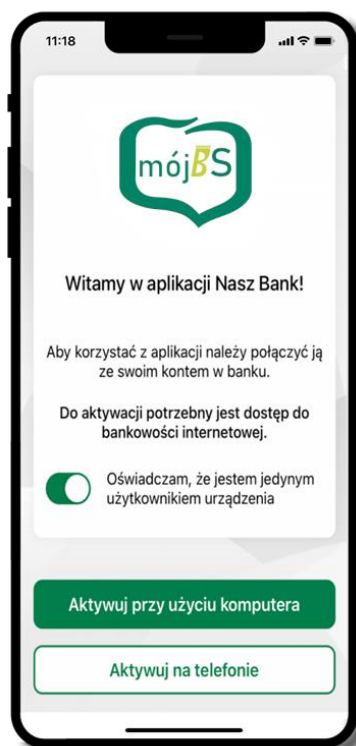 11:18
mójBS
Witamy w aplikacji Nasz Bank!
Aby korzystać z aplikacji należy połączyć ją
ze swoim kontem w banku.
Do aktywacji potrzebny jest dostęp do
bankowości internetowej.
Oświadczam, że jestem jedynym
użytkownikiem urządzenia
Aktywuj przy użyciu komputera
Aktywuj na telefonie